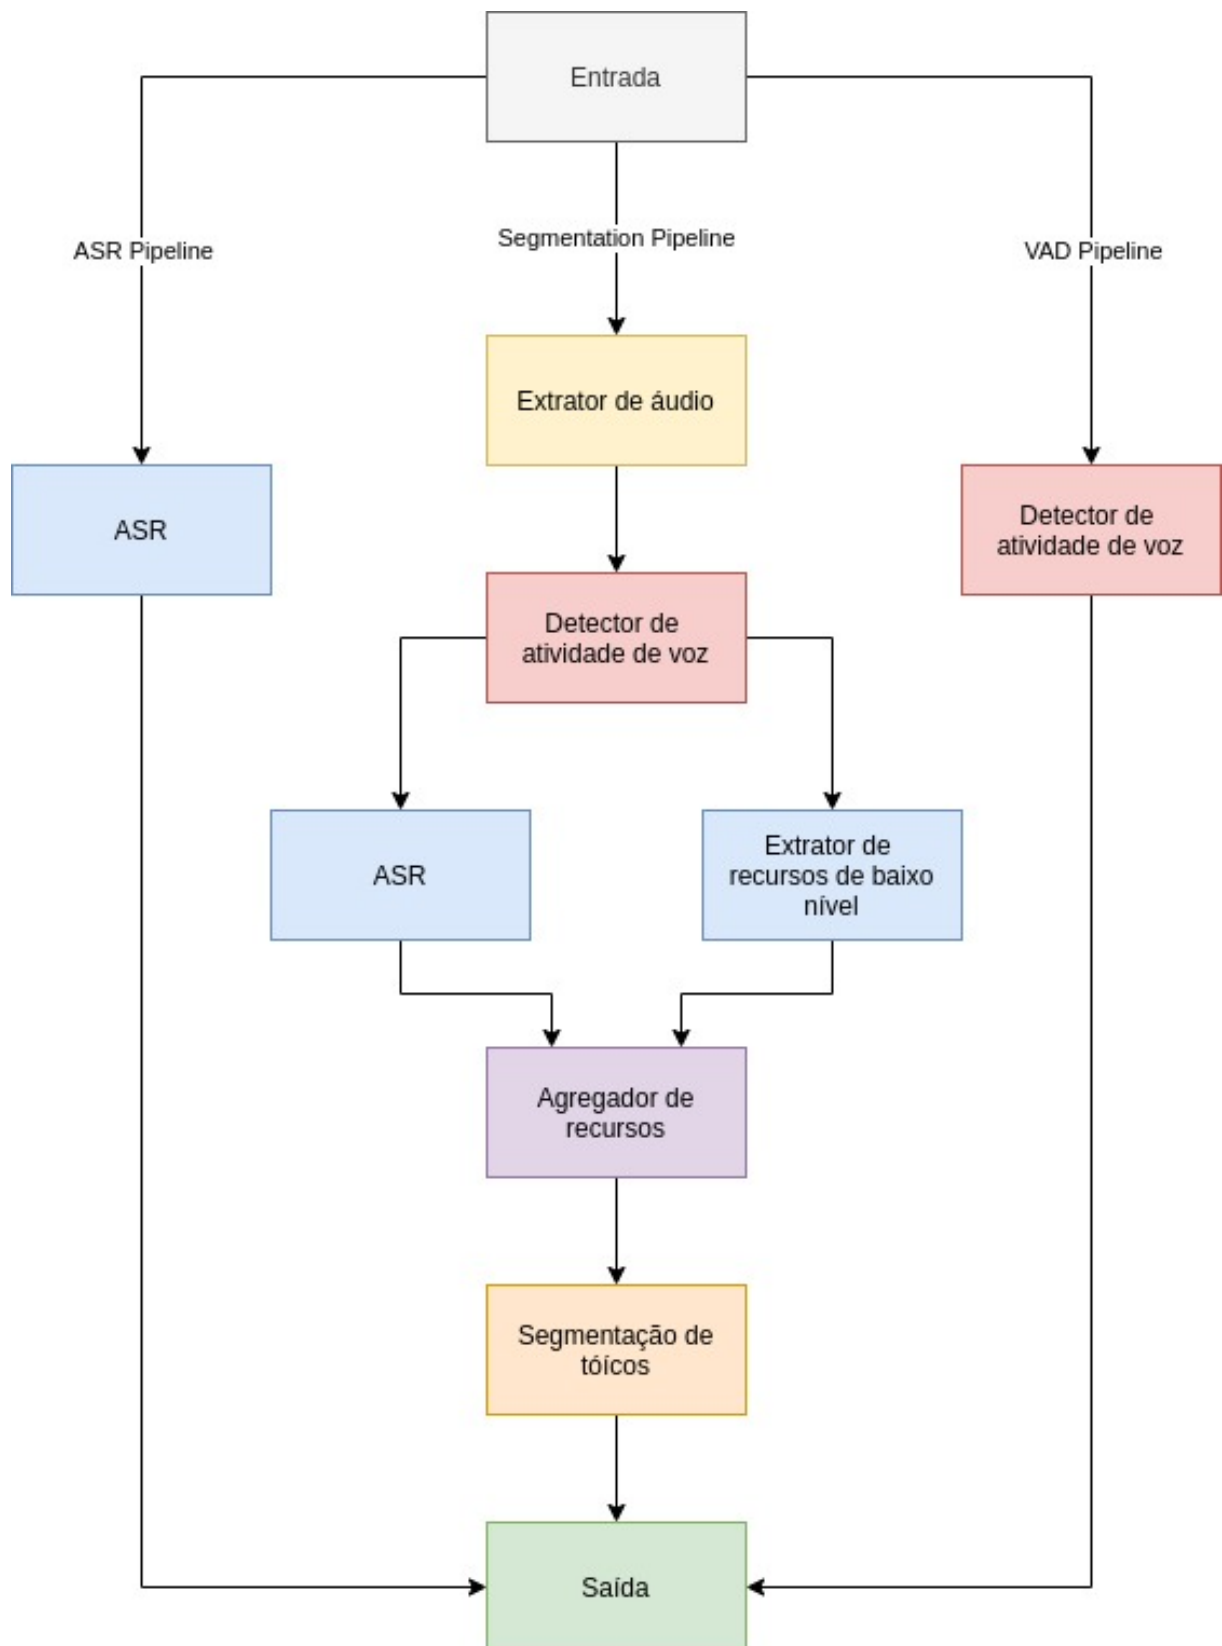 Entrada
ASR Pipeline
Segmentation Pipeline
VAD Pipeline
Extrator de áudio
ASR
Detector de
atividade de voz
Detector de
atividade de voz
ASR
Extrator de
recursos de baixo
nível
Agregador de
recursos
Segmentação de
tóícos
Saída